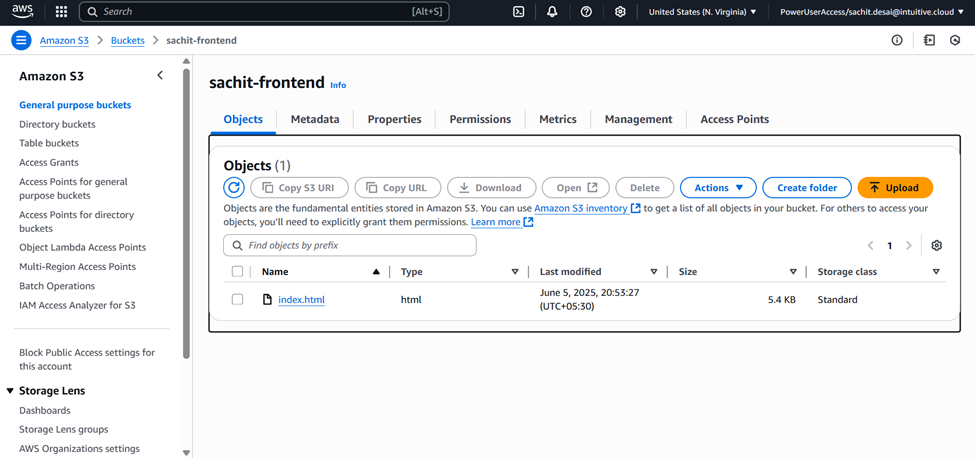 aws
Search
[Alt+S]
United States (N. Virginia)
PowerUserAccess/sachit.desai@intuitive.cloud
Amazon S3
Buckets
sachit-frontend
Amazon S3
General purpose buckets
Directory buckets
Table buckets
Access Grants
Access Points for general
purpose buckets
Access Points for directory
buckets
Object Lambda Access Points
Multi-Region Access Points
Batch Operations
IAM Access Analyzer for S3
Block Public Access settings for
this account
Storage Lens
Dashboards
Storage Lens groups
AWS Organizations settings
sachit-frontend Info
Objects Metadata Properties Permissions Metrics Management Access Points
Objects (1)
Copy S3 URI Copy URL Download Open Delete Actions Create folder Upload
Objects are the fundamental entities stored in Amazon S3. You can use Amazon S3 inventory to get a list of all objects in your bucket. For others to access your
objects, you'll need to explicitly grant them permissions. Learn more
Find objects by prefix
1
Name Type Last modified Size Storage class
index.html html June 5, 2025, 20:53:27 5.4 KB Standard
(UTC+05:30)